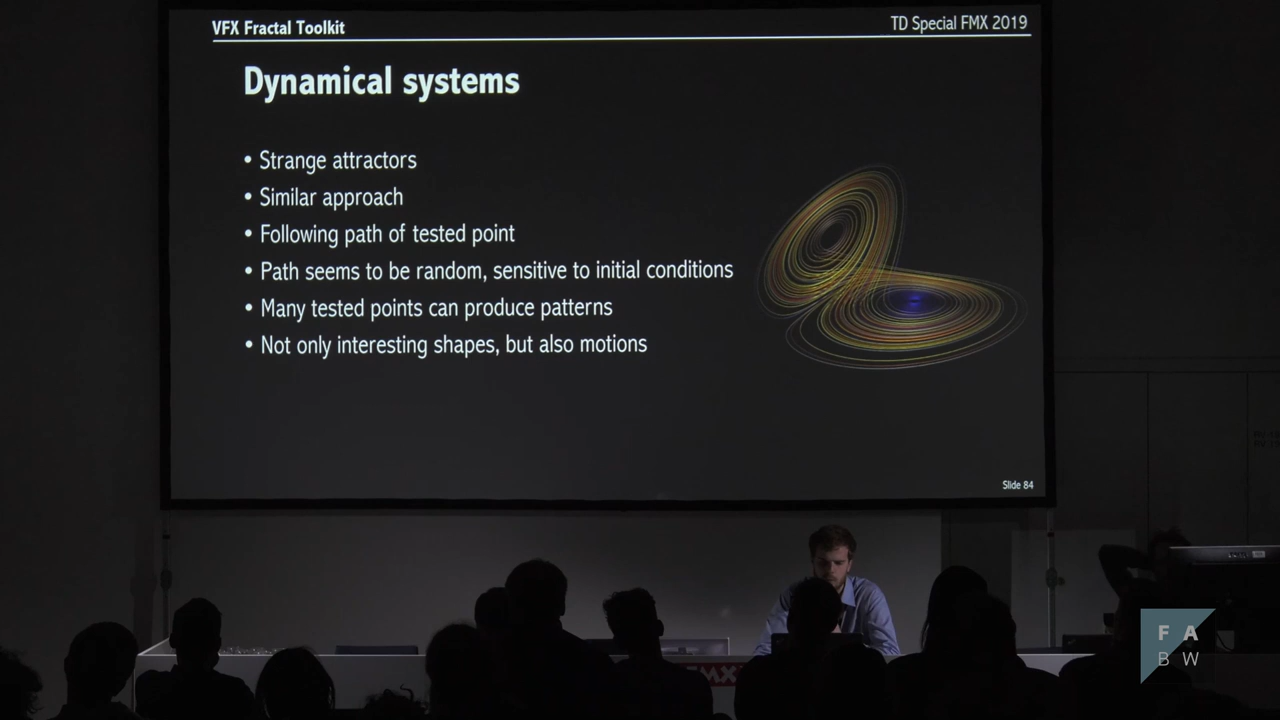 VFX Fractal Toolkit
TD Special FMX 2019
Dynamical systems
• Strange attractors
• Similar approach
• Following path of tested point
• Path seems to be random, sensitive to initial conditions
• Many tested points can produce patterns
• Not only interesting shapes, but also motions
Slide 84
FMX
F A
B W